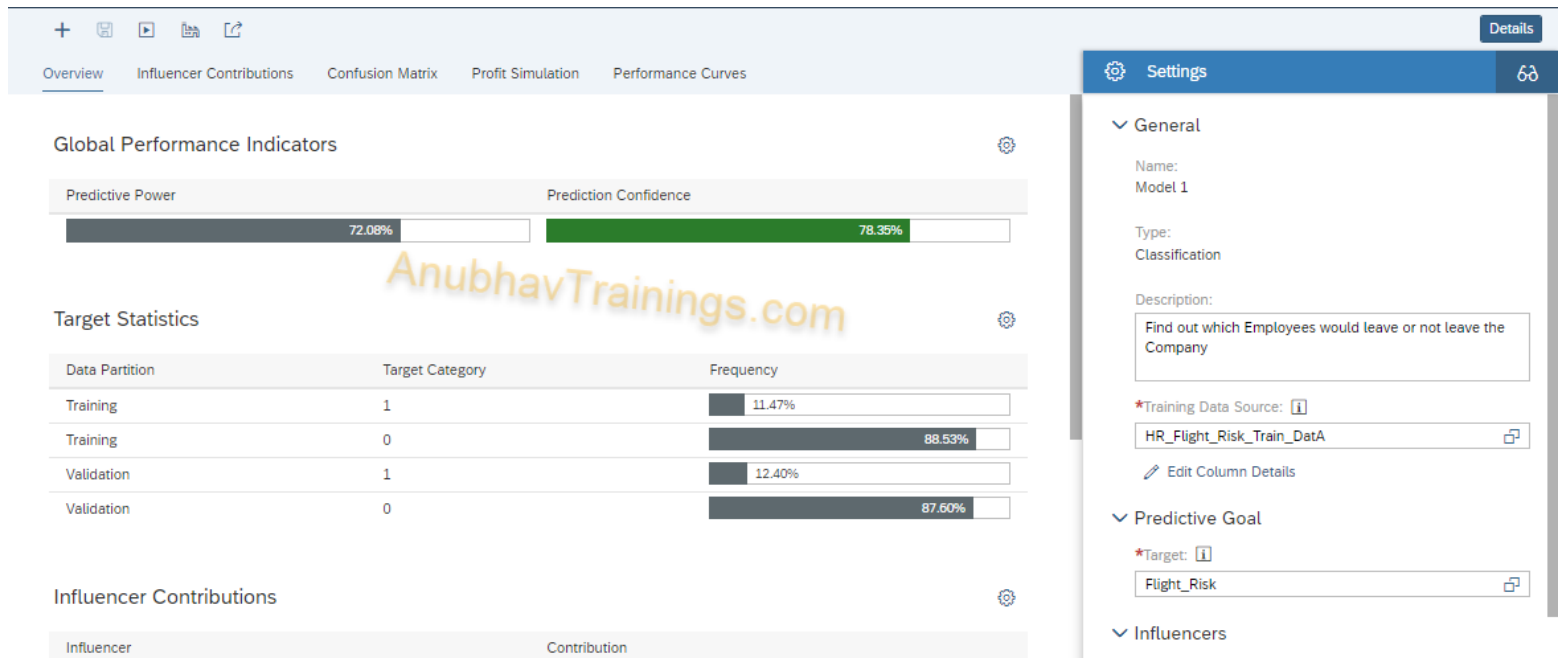 Details
Overview Influencer Contributions Confusion Matrix Profit Simulation Performance Curves
Settings
Global Performance Indicators
Predictive Power Prediction Confidence
72.08% 78.35%
AnubhavTrainings.com
Target Statistics
Data Partition Target Category Frequency
Training 1 11.47%
Training 0 88.53%
Validation 1 12.40%
Validation 0 87.60%
Influencer Contributions
Influencer Contribution
General
Name:
Model 1
Type:
Classification
Description:
Find out which Employees would leave or not leave the
Company
*Training Data Source:
HR_Flight_Risk_Train_DatA
Edit Column Details
Predictive Goal
*Target:
Flight_Risk
Influencers